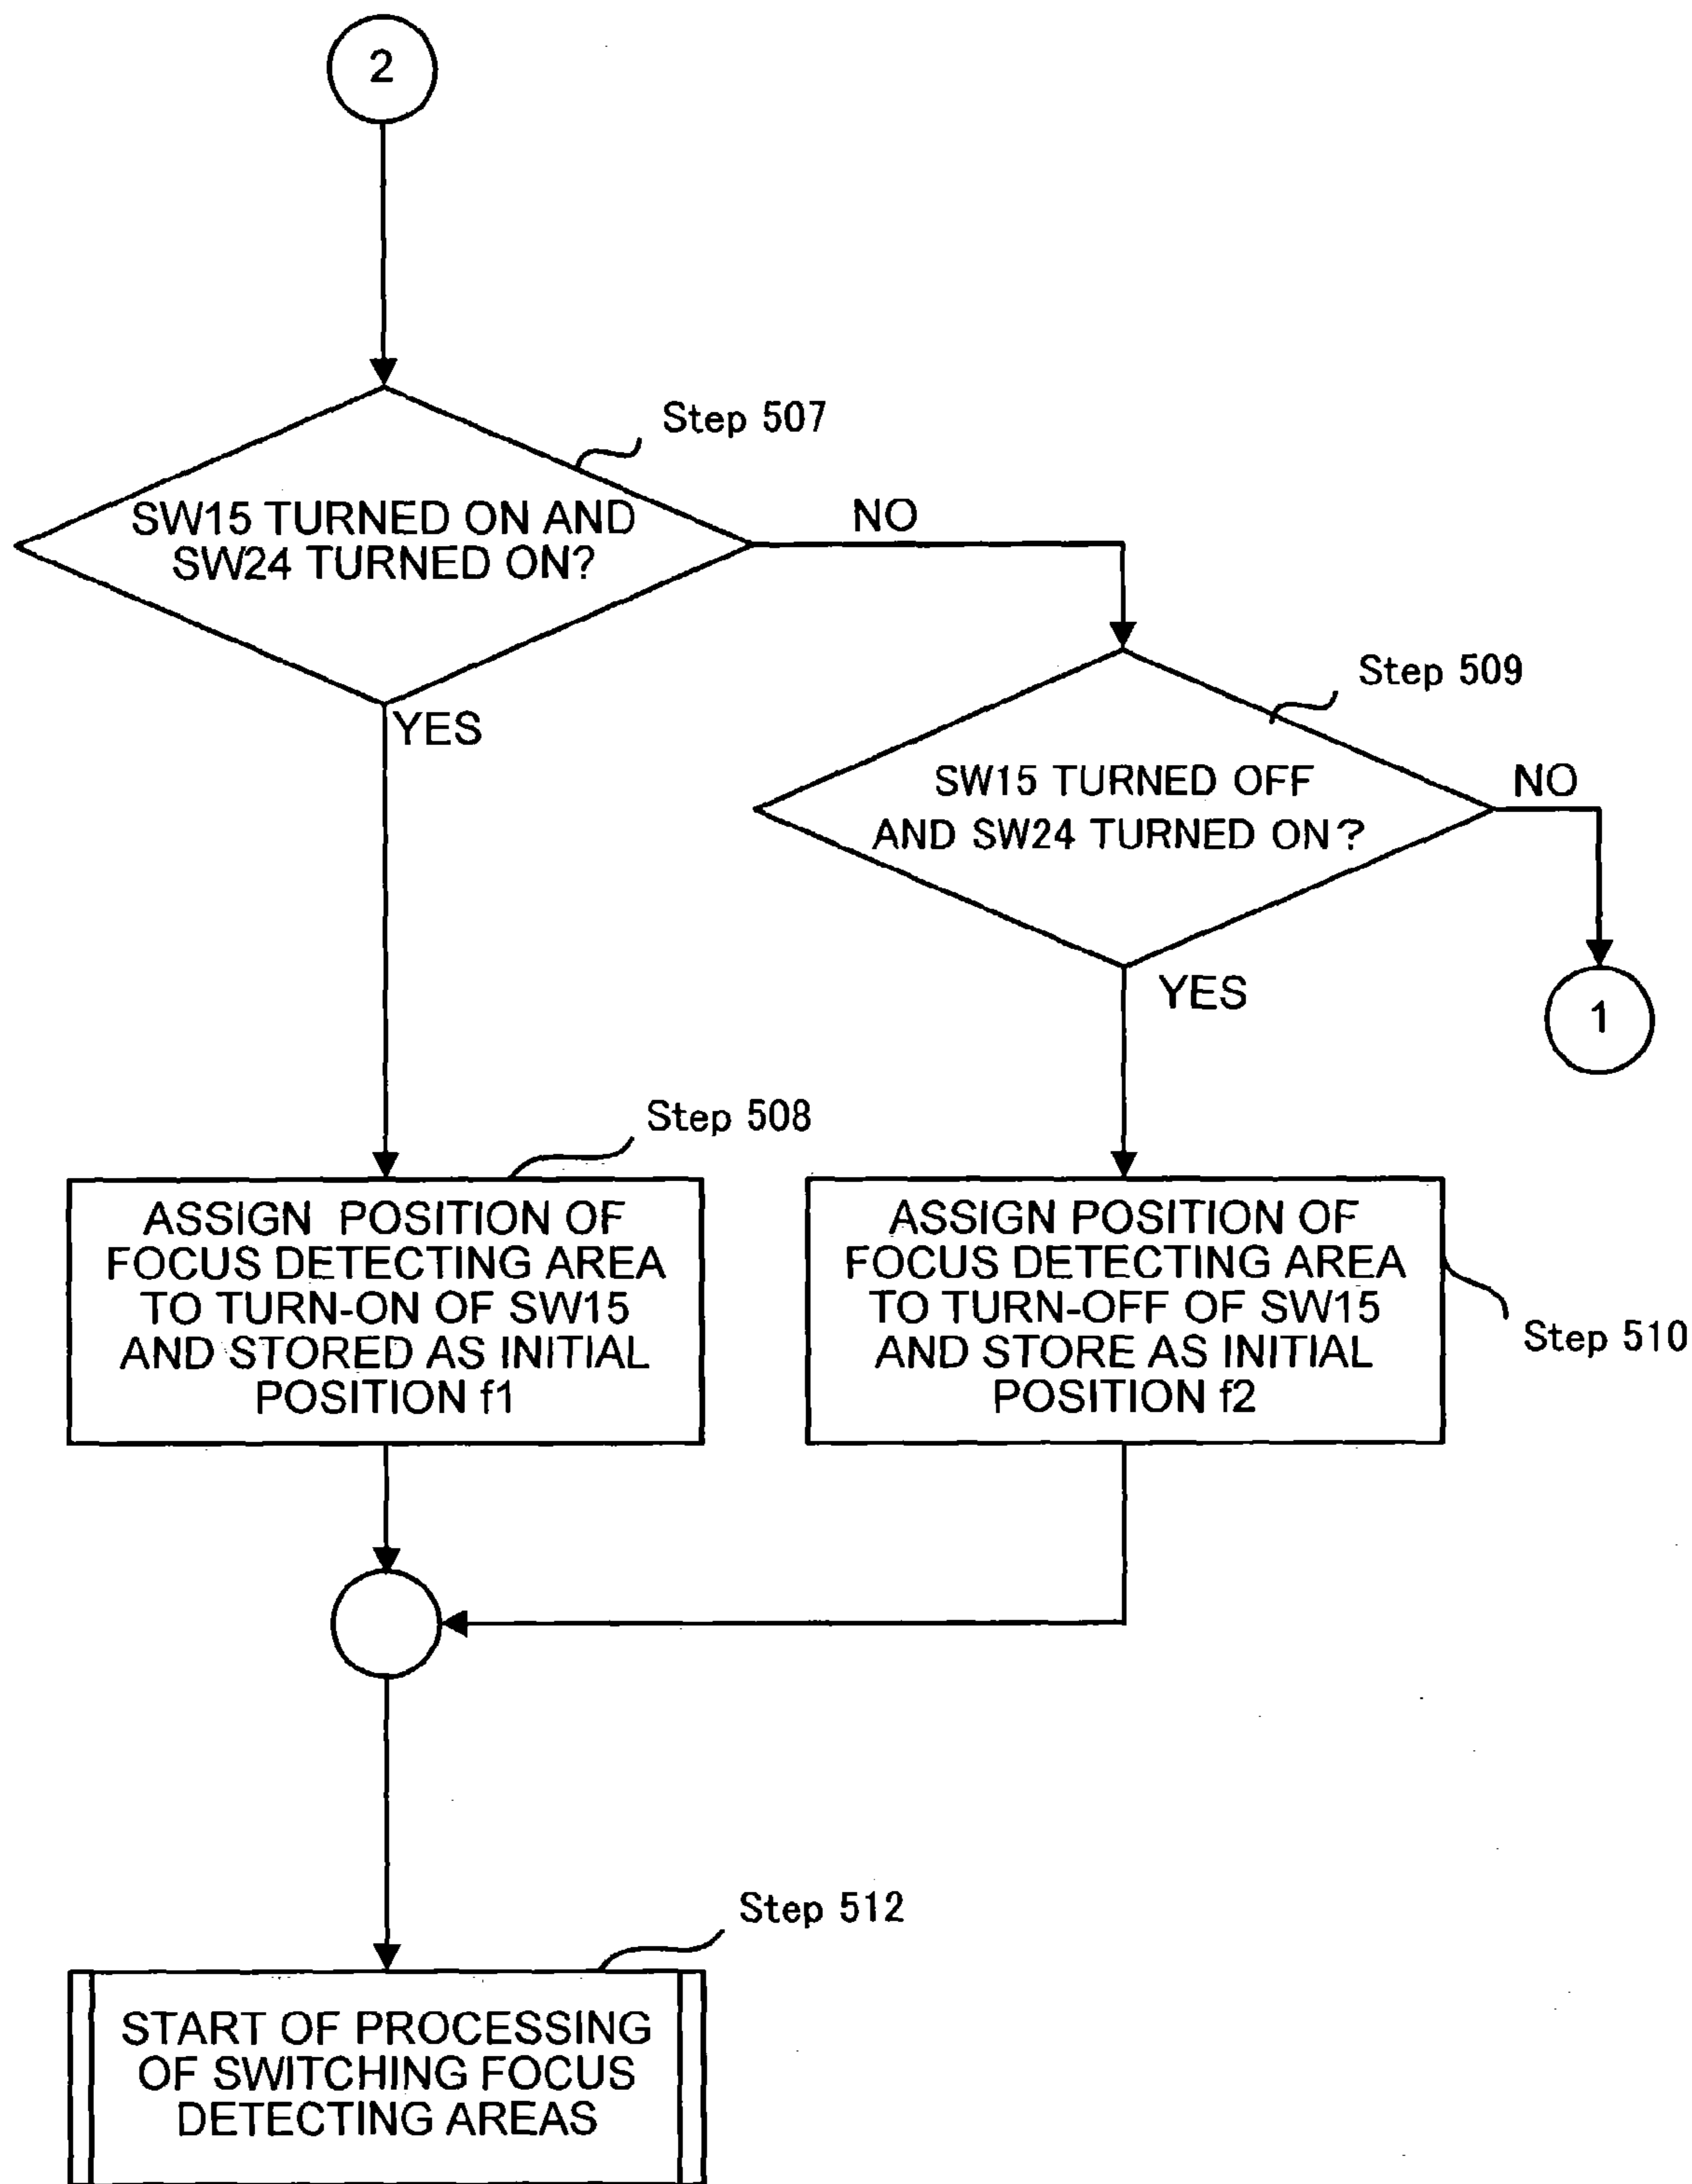 2
Step 507
SW15 TURNED ON AND
SW24 TURNED ON?
NO
YES
Step 509
SW15 TURNED OFF
AND SW24 TURNED ON?
NO
YES
1
Step 508
ASSIGN POSITION OF
FOCUS DETECTING AREA
TO TURN-ON OF SW15
AND STORED AS INITIAL
POSITION f1
ASSIGN POSITION OF
FOCUS DETECTING AREA
TO TURN-OFF OF SW15
AND STORE AS INITIAL
POSITION f2
Step 510
Step 512
START OF PROCESSING
OF SWITCHING FOCUS
DETECTING AREAS